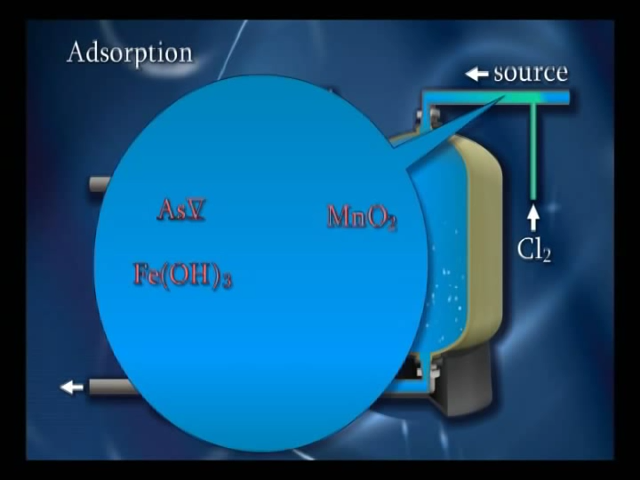 Adsorption
source
AsV
MnO₂
Fe(OH)₃
Cl₂